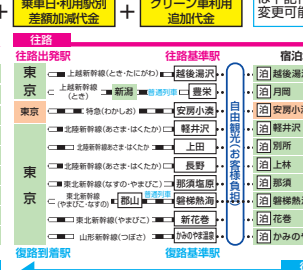 乗車日・利用駅別
差額加減代金
グリーン車利用
追加代金
変更可能
往路
往路出発駅 往路基準駅 宿泊
東京 上越新幹線(とき・たにがわ) 越後湯沢 泊 越後湯
上越新幹線(とき) 新潟 普通列車 豊栄 泊 月岡
東京 特急(わかしお) 安房小湊 泊 安房小
東京 北陸新幹線(あさま・はくたか) 軽井沢 泊 軽井沢
北陸新幹線(あさま・はくたか) 上田 泊 別所
北陸新幹線(あさま・はくたか) 長野 泊 上林
東北新幹線(なすの・やまびこ) 那須塩原 泊 那須
東北新幹線(やまびこ・なすの) 郡山 普通列車 磐梯熱海 泊 磐梯熱
東北新幹線(やまびこ) 新花巻 泊 花巻
山形新幹線(つばさ) かみのやま温泉 泊 かみのや
自由観光(お客様負担)
復路到着駅 復路基準駅